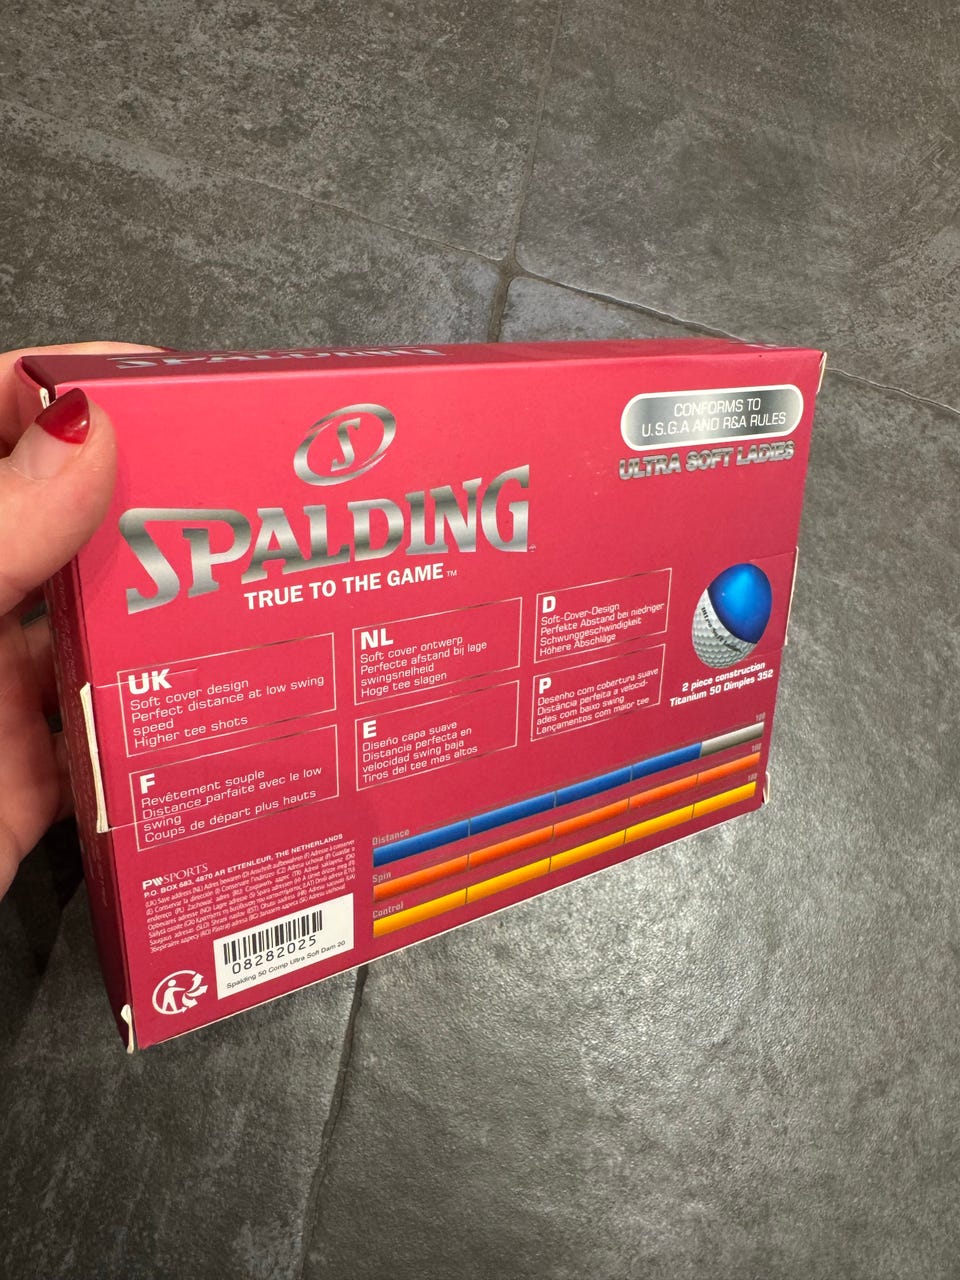 SPALDING
S
SPALDING
TRUE TO THE GAME™
CONFORMS TO
U.S.G.A AND R&A RULES
ULTRA SOFT LADIES
UK
Soft cover design
Perfect distance at low swing
speed
Higher tee shots
NL
Soft cover ontwerp
Perfecte afstand bij lage
swingsnelheid
Hoge tee slagen
D
Soft-Cover-Design
Perfekte Abstand bei niedriger
Schwunggeschwindigkeit
Höhere Abschläge
F
Revêtement souple
Distance parfaite avec le low
swing
Coups de départ plus hauts
E
Diseño capa suave
Distancia perfecta en
velocidad swing baje
Tiros del tee mas altos
P
Desenho com cobertura suave
Distância perfeita a velocid-
ades com baixo swing
Lançamentos com maior tee
2 piece construction
Titanium 50 Dimples 352
100
Distance
100
Spin
100
Control
PWSPORTS
P.O. BOX 683, 4870 AR ETTENLEUR, THE NETHERLANDS
08282025
Spalding 50 Comp Ultra Soft Dam 20